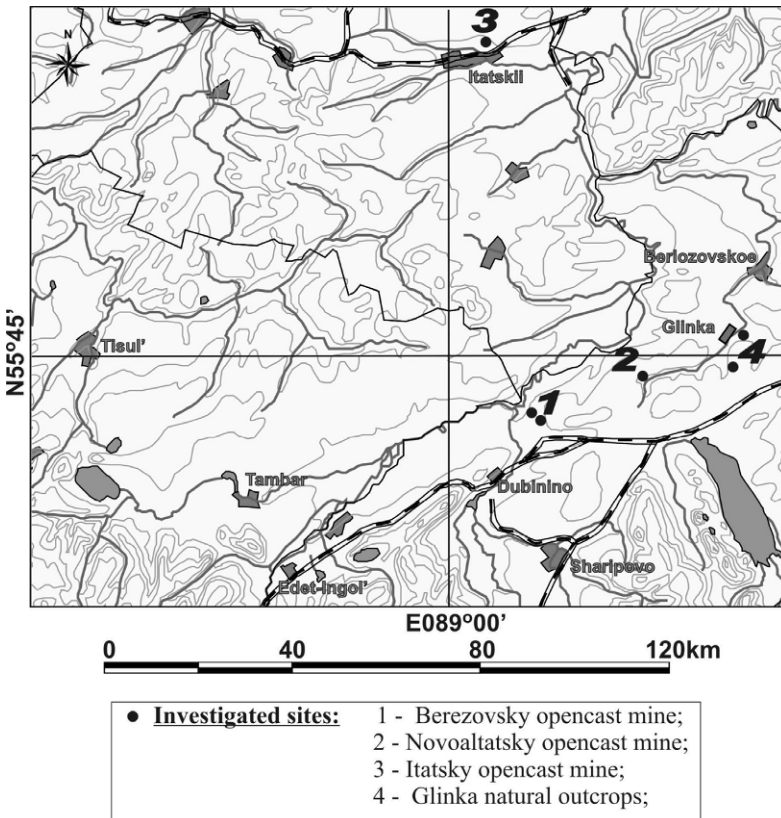 N
3
Itatskii
Beriozovskoe
Glinka
Tisul'
2
4
1
Tambar
Dubinino
Edet-Ingol'
Sharipovo
N55°45'
E089°00'
0 40 80 120km
● Investigated sites: 1 - Berezovsky opencast mine;
2 - Novoaltatsky opencast mine;
3 - Itatsky opencast mine;
4 - Glinka natural outcrops;